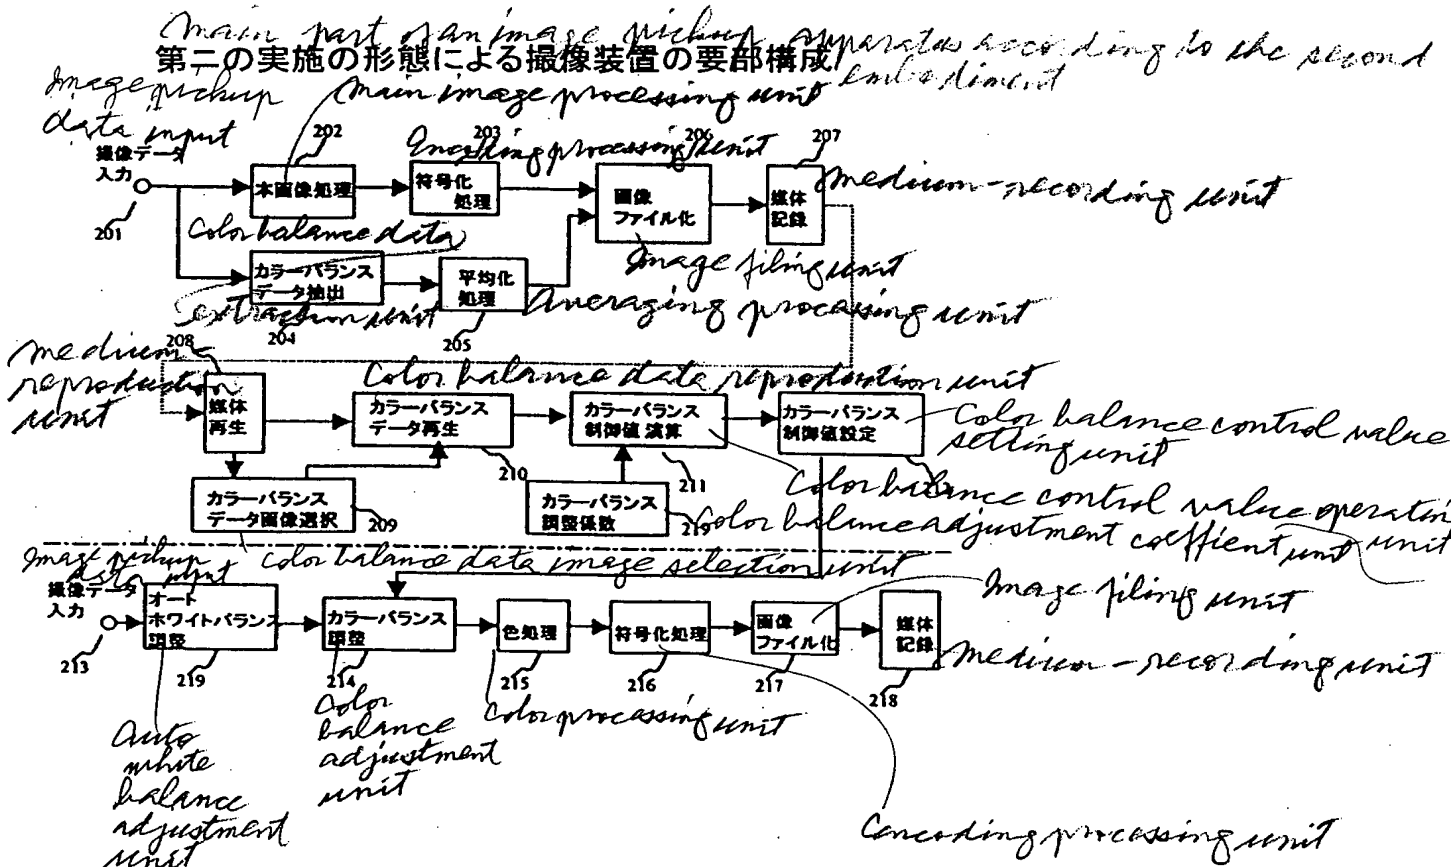 main part of an image pickup apparatus according to the second
embodiment
第二の実施の形態による撮像装置の要部構成
Image pickup
data input
main image processing unit
撮像データ
入力
201
202
本画像処理
203
Encoding processing unit
符号化
処理
206
画像
ファイル化
Image filing unit
207
媒体
記録
medium-recording unit
Color balance data
extraction unit
カラーバランス
データ抽出
204
平均化
処理
205
Averaging processing unit
medium-
reproduction
unit
208
媒体
再生
Color balance data reproduction unit
カラーバランス
データ再生
210
カラーバランス
制御値演算
211
カラーバランス
制御値設定
Color balance control value
setting unit
Color balance control value operating
unit
カラーバランス
データ画像選択
209
カラーバランス
調整係数
Color balance adjustment coeffient unit
Color balance data image selection unit
Image pickup
data input
撮像データ
入力
213
オート
ホワイトバランス
調整
219
カラーバランス
調整
214
色処理
215
符号化処理
216
画像
ファイル化
217
Image filing unit
媒体
記録
218
medium-recording unit
Auto
white
balance
adjustment
unit
Color
balance
adjustment
unit
Color processing unit
Cencoding processing unit